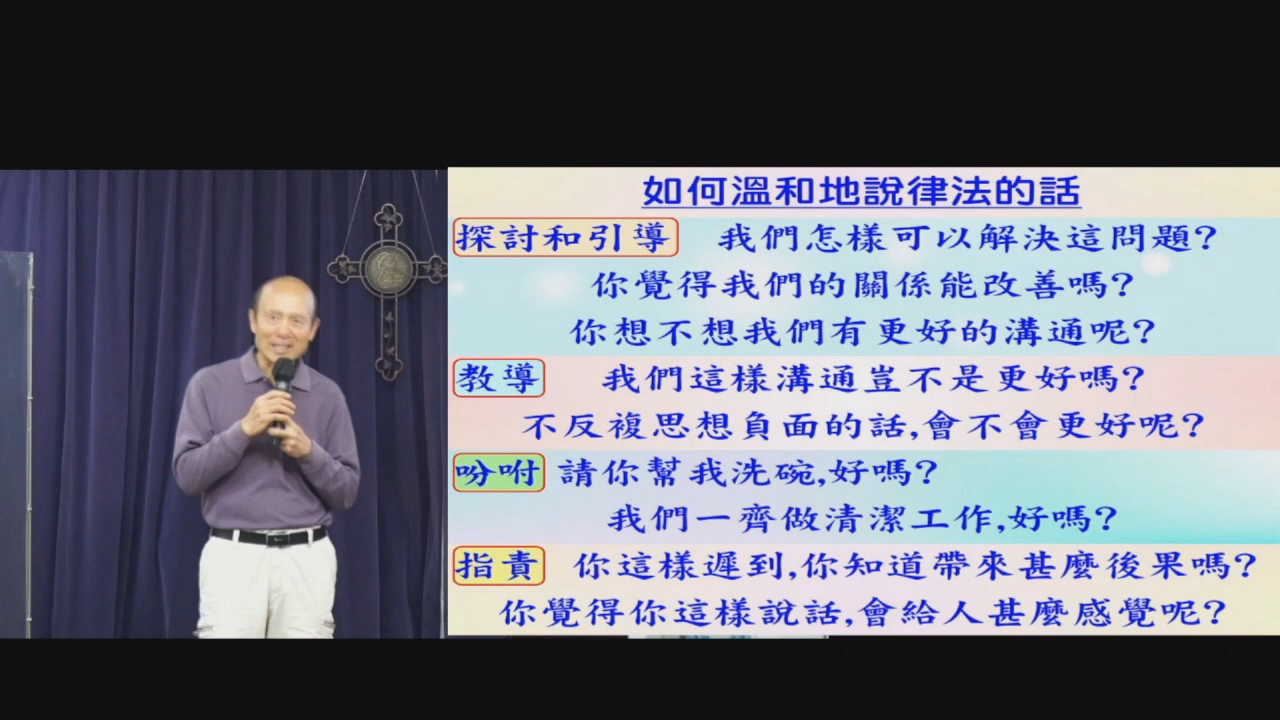 如何溫和地說律法的話
探討和引導 我們怎樣可以解決這問題?
你覺得我們的關係能改善嗎?
你想不想我們有更好的溝通呢?
教導 我們這樣溝通豈不是更好嗎?
不反複思想負面的話,會不會更好呢?
吩咐 請你幫我洗碗,好嗎?
我們一齊做清潔工作,好嗎?
指責 你這樣遲到,你知道帶來甚麼後果嗎?
你覺得你這樣說話,會給人甚麼感覺呢?